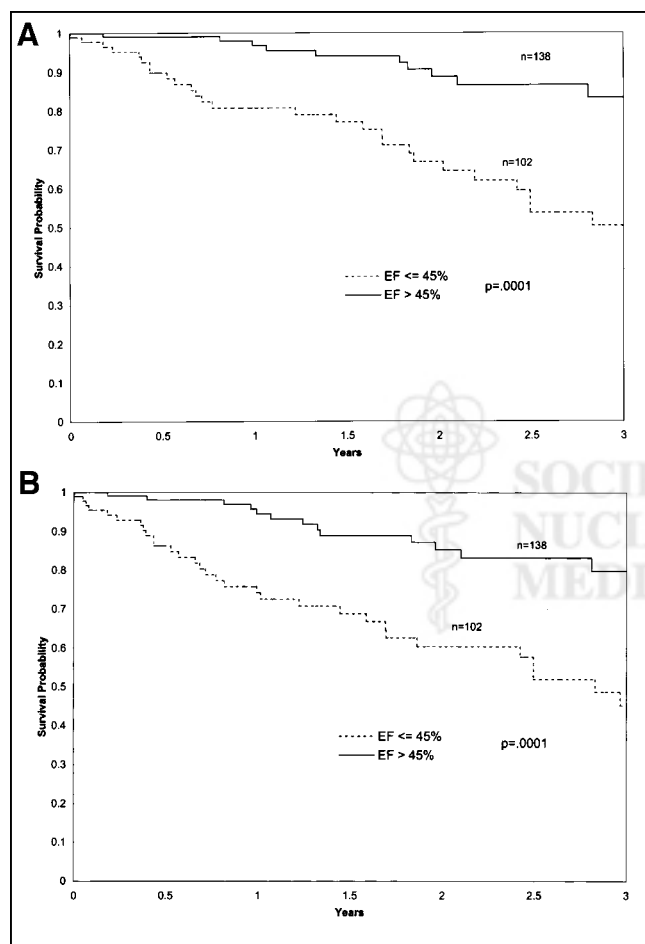 A
1
0.9
0.8
0.7
0.6
0.5
0.4
0.3
0.2
0.1
0
Survival Probability
n=138
n=102
EF <= 45%
EF > 45%
p=.0001
0 0.5 1 1.5 2 2.5 3
Years
B
1
0.9
0.8
0.7
0.6
0.5
0.4
0.3
0.2
0.1
0
Survival Probability
n=138
n=102
EF <= 45%
EF > 45%
p=.0001
0 0.5 1 1.5 2 2.5 3
Years
SOCI
NUCL
MEDI